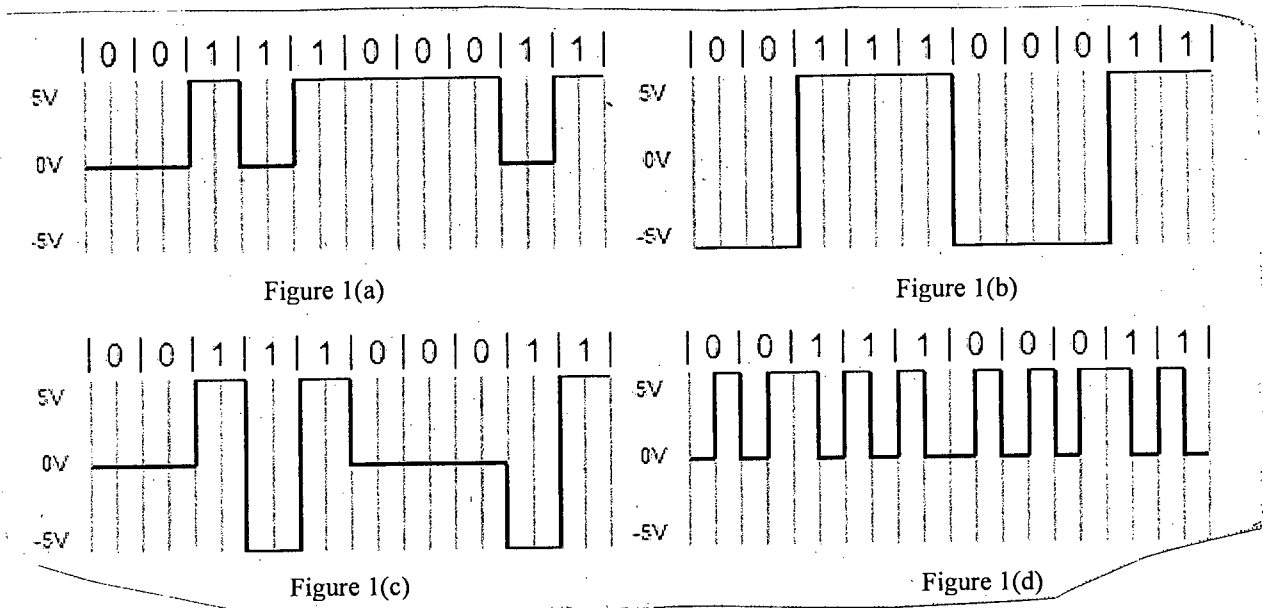 | 0 | 0 | 1 | 1 | 1 | 0 | 0 | 0 | 1 | 1 |
5V
0V
-5V
Figure 1(a)
| 0 | 0 | 1 | 1 | 1 | 0 | 0 | 0 | 1 | 1 |
5V
0V
-5V
Figure 1(b)
| 0 | 0 | 1 | 1 | 1 | 0 | 0 | 0 | 1 | 1 |
5V
0V
-5V
Figure 1(c)
| 0 | 0 | 1 | 1 | 1 | 0 | 0 | 0 | 1 | 1 |
5V
0V
-5V
Figure 1(d)